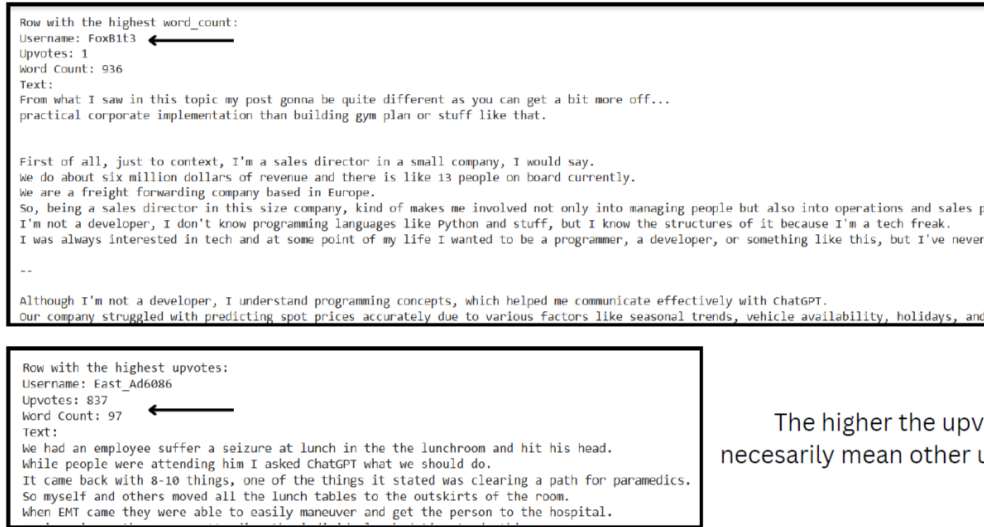 Row with the highest word_count:
Username: FoxB1t3
Upvotes: 1
Word Count: 936
Text:
From what I saw in this topic my post gonna be quite different as you can get a bit more off...
practical corporate implementation than building gym plan or stuff like that.
First of all, just to context, I'm a sales director in a small company, I would say.
We do about six million dollars of revenue and there is like 13 people on board currently.
We are a freight forwarding company based in Europe.
So, being a sales director in this size company, kind of makes me involved not only into managing people but also into operations and sales p
I'm not a developer, I don't know programming languages like Python and stuff, but I know the structures of it because I'm a tech freak.
I was always interested in tech and at some point of my life I wanted to be a programmer, a developer, or something like this, but I've never
--
Although I'm not a developer, I understand programming concepts, which helped me communicate effectively with ChatGPT.
Our company struggled with predicting spot prices accurately due to various factors like seasonal trends, vehicle availability, holidays, and
Row with the highest upvotes:
Username: East_Ad6086
Upvotes: 837
Word Count: 97
Text:
We had an employee suffer a seizure at lunch in the the lunchroom and hit his head.
While people were attending him I asked ChatGPT what we should do.
It came back with 8-10 things, one of the things it stated was clearing a path for paramedics.
So myself and others moved all the lunch tables to the outskirts of the room.
When EMT came they were able to easily maneuver and get the person to the hospital.
The higher the upv
necesarily mean other u